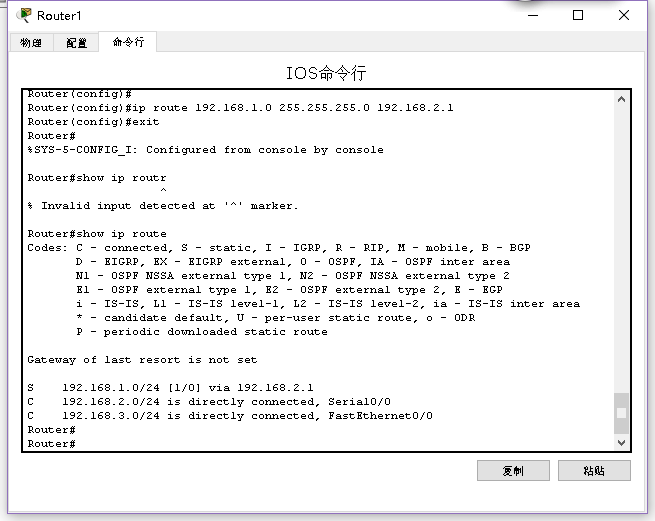 Router1
物理 配置 命令行
IOS命令行
Router(config)#
Router(config)#ip route 192.168.1.0 255.255.255.0 192.168.2.1
Router(config)#exit
Router#
%SYS-5-CONFIG_I: Configured from console by console
Router#show ip routr
^
% Invalid input detected at '^' marker.
Router#show ip route
Codes: C - connected, S - static, I - IGRP, R - RIP, M - mobile, B - BGP
D - EIGRP, EX - EIGRP external, O - OSPF, IA - OSPF inter area
N1 - OSPF NSSA external type 1, N2 - OSPF NSSA external type 2
E1 - OSPF external type 1, E2 - OSPF external type 2, E - EGP
i - IS-IS, L1 - IS-IS level-1, L2 - IS-IS level-2, ia - IS-IS inter area
* - candidate default, U - per-user static route, o - ODR
P - periodic downloaded static route
Gateway of last resort is not set
S 192.168.1.0/24 [1/0] via 192.168.2.1
C 192.168.2.0/24 is directly connected, Serial0/0
C 192.168.3.0/24 is directly connected, FastEthernet0/0
Router#
Router#
复制 粘贴